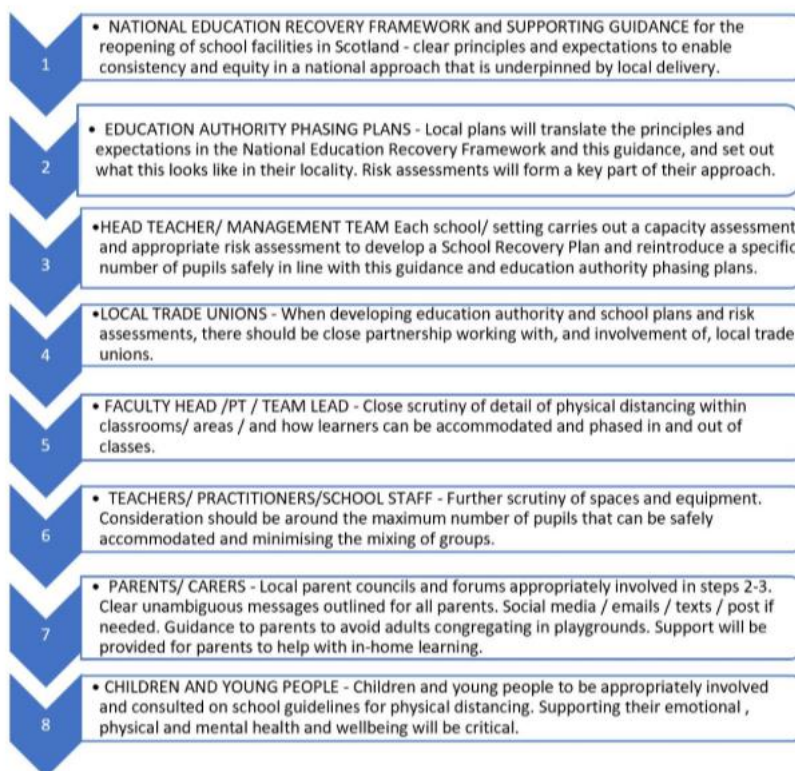 • NATIONAL EDUCATION RECOVERY FRAMEWORK and SUPPORTING GUIDANCE for the
reopening of school facilities in Scotland - clear principles and expectations to enable
1
consistency and equity in a national approach that is underpinned by local delivery.
• EDUCATION AUTHORITY PHASING PLANS - Local plans will translate the principles and
expectations in the National Education Recovery Framework and this guidance, and set out
2
what this looks like in their locality. Risk assessments will form a key part of their approach.
•HEAD TEACHER/ MANAGEMENT TEAM Each school/ setting carries out a capacity assessment
and appropriate risk assessment to develop a School Recovery Plan and reintroduce a specific
3
number of pupils safely in line with this guidance and education authority phasing plans.
•LOCAL TRADE UNIONS - When developing education authority and school plans and risk
assessments, there should be close partnership working with, and involvement of, local trade
4
unions.
• FACULTY HEAD /PT / TEAM LEAD - Close scrutiny of detail of physical distancing within
classrooms/ areas / and how learners can be accommodated and phased in and out of
5
classes.
• TEACHERS/ PRACTITIONERS/SCHOOL STAFF - Further scrutiny of spaces and equipment.
Consideration should be around the maximum number of pupils that can be safely
6
accommodated and minimising the mixing of groups.
• PARENTS/ CARERS - Local parent councils and forums appropriately involved in steps 2-3.
Clear unambiguous messages outlined for all parents. Social media / emails / texts / post if
7
needed. Guidance to parents to avoid adults congregating in playgrounds. Support will be
provided for parents to help with in-home learning.
• CHILDREN AND YOUNG PEOPLE - Children and young people to be appropriately involved
and consulted on school guidelines for physical distancing. Supporting their emotional ,
8
physical and mental health and wellbeing will be critical.